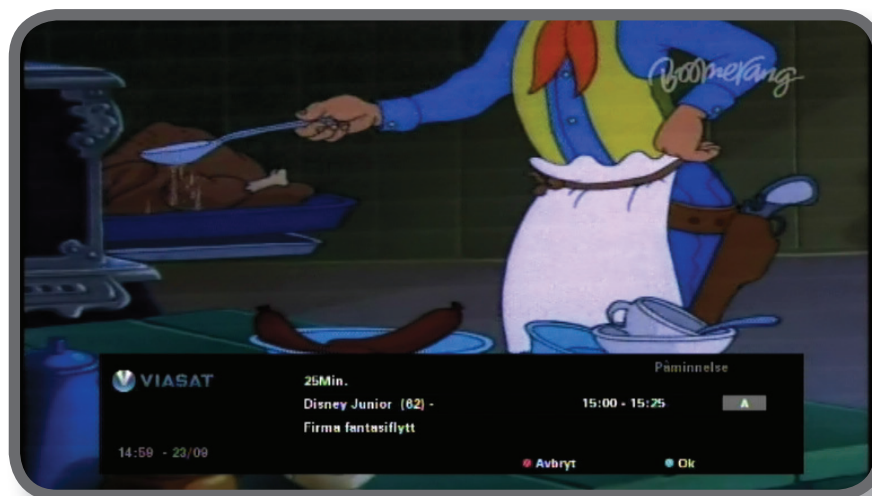 Boomerang
Påminnelse
VIASAT
25Min.
Disney Junior (62) -
15:00 - 15:25
A
Firma fantasiflytt
14:59 - 23/09
Avbryt
Ok